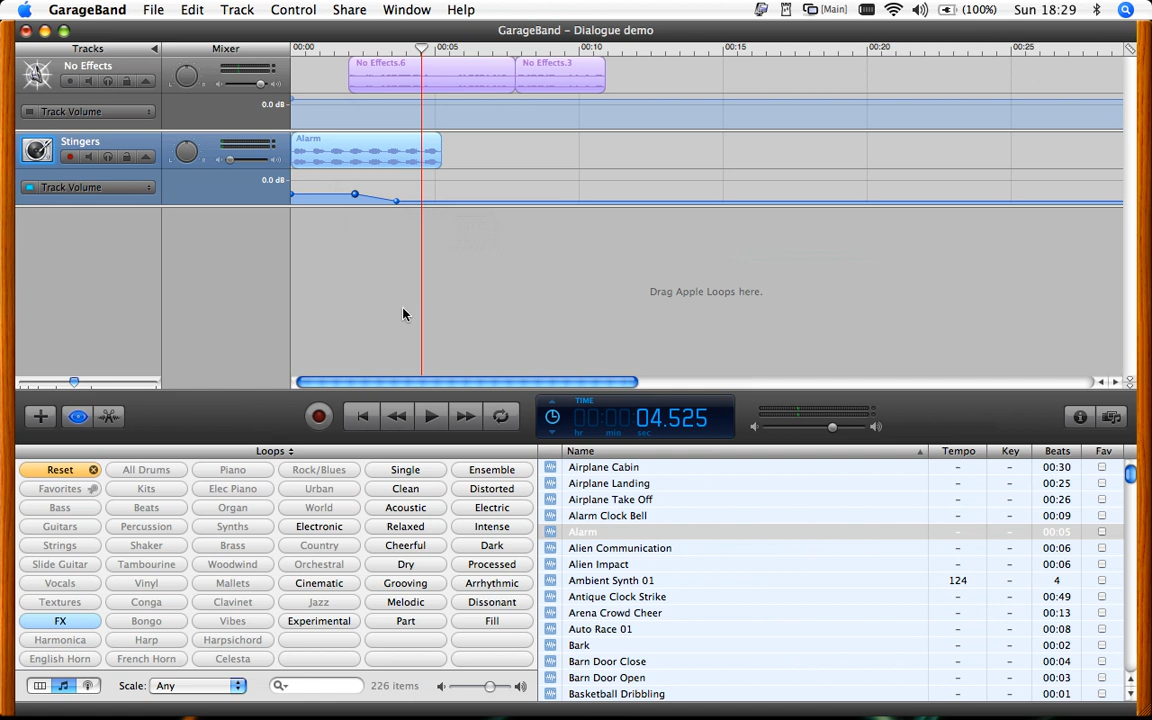 GarageBand File Edit Track Control Share Window Help [Main] (100%) Sun 18:29
GarageBand – Dialogue demo
Tracks Mixer 00:00 00:05 00:10 00:15 00:20 00:25
No Effects No Effects.6 No Effects.3
L R
Track Volume 0.0 dB
Stingers Alarm
L R
Track Volume 0.0 dB
Drag Apple Loops here.
TIME
00:00:04.525
hr min sec
Loops Name Tempo Key Beats Fav
Reset All Drums Piano Rock/Blues Single Ensemble
Favorites Kits Elec Piano Urban Clean Distorted
Bass Beats Organ World Acoustic Electric
Guitars Percussion Synths Electronic Relaxed Intense
Strings Shaker Brass Country Cheerful Dark
Slide Guitar Tambourine Woodwind Orchestral Dry Processed
Vocals Vinyl Mallets Cinematic Grooving Arrhythmic
Textures Conga Clavinet Jazz Melodic Dissonant
FX Bongo Vibes Experimental Part Fill
Harmonica Harp Harpsichord
English Horn French Horn Celesta
Scale: Any 226 items
Airplane Cabin – – 00:30
Airplane Landing – – 00:25
Airplane Take Off – – 00:26
Alarm Clock Bell – – 00:09
Alarm – – 00:05
Alien Communication – – 00:06
Alien Impact – – 00:06
Ambient Synth 01 124 – 4
Antique Clock Strike – – 00:49
Arena Crowd Cheer – – 00:13
Auto Race 01 – – 00:08
Bark – – 00:02
Barn Door Close – – 00:04
Barn Door Open – – 00:03
Basketball Dribbling – – 00:01